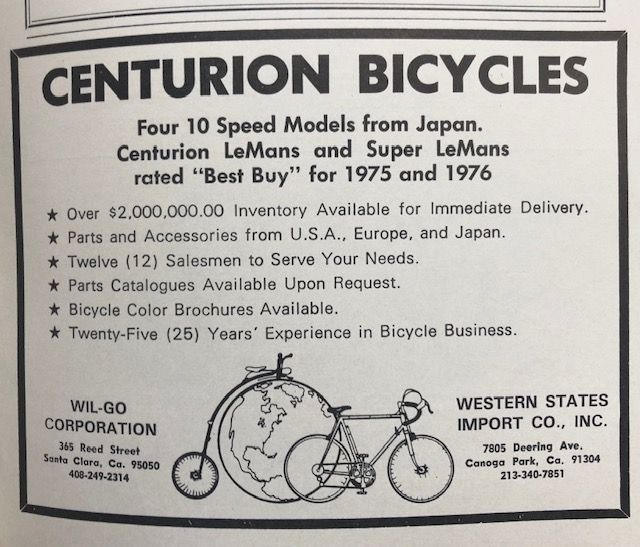 CENTURION BICYCLES
Four 10 Speed Models from Japan.
Centurion LeMans and Super LeMans
rated “Best Buy” for 1975 and 1976
★ Over $2,000,000.00 Inventory Available for Immediate Delivery.
★ Parts and Accessories from U.S.A., Europe, and Japan.
★ Twelve (12) Salesmen to Serve Your Needs.
★ Parts Catalogues Available Upon Request.
★ Bicycle Color Brochures Available.
★ Twenty-Five (25) Years’ Experience in Bicycle Business.
WIL-GO
CORPORATION
365 Reed Street
Santa Clara, Ca. 95050
408-249-2314
WESTERN STATES
IMPORT CO., INC.
7805 Deering Ave.
Canoga Park, Ca. 91304
213-340-7851